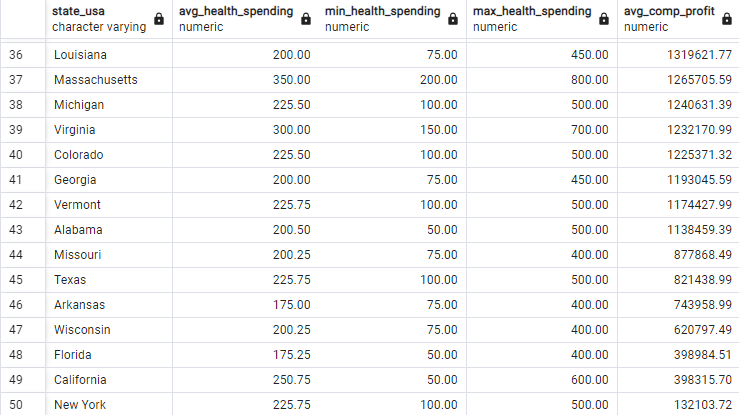 state_usa avg_health_spending min_health_spending max_health_spending avg_comp_profit
character varying numeric numeric numeric numeric
36 Louisiana 200.00 75.00 450.00 1319621.77
37 Massachusetts 350.00 200.00 800.00 1265705.59
38 Michigan 225.50 100.00 500.00 1240631.39
39 Virginia 300.00 150.00 700.00 1232170.99
40 Colorado 225.50 100.00 500.00 1225371.32
41 Georgia 200.00 75.00 450.00 1193045.59
42 Vermont 225.75 100.00 500.00 1174427.99
43 Alabama 200.50 50.00 500.00 1138459.39
44 Missouri 200.25 75.00 400.00 877868.49
45 Texas 225.75 100.00 500.00 821438.99
46 Arkansas 175.00 75.00 400.00 743958.99
47 Wisconsin 200.25 75.00 400.00 620797.49
48 Florida 175.25 50.00 400.00 398984.51
49 California 250.75 50.00 600.00 398315.70
50 New York 225.75 100.00 500.00 132103.72